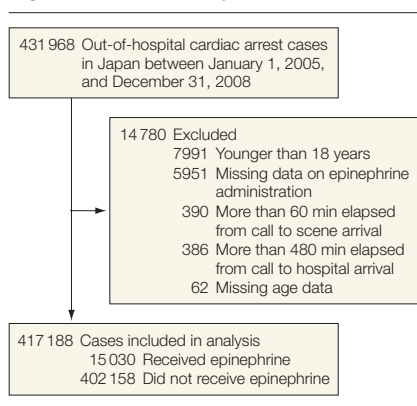 431 968 Out-of-hospital cardiac arrest cases
in Japan between January 1, 2005,
and December 31, 2008
14 780 Excluded
7991 Younger than 18 years
5951 Missing data on epinephrine
administration
390 More than 60 min elapsed
from call to scene arrival
386 More than 480 min elapsed
from call to hospital arrival
62 Missing age data
417 188 Cases included in analysis
15 030 Received epinephrine
402 158 Did not receive epinephrine